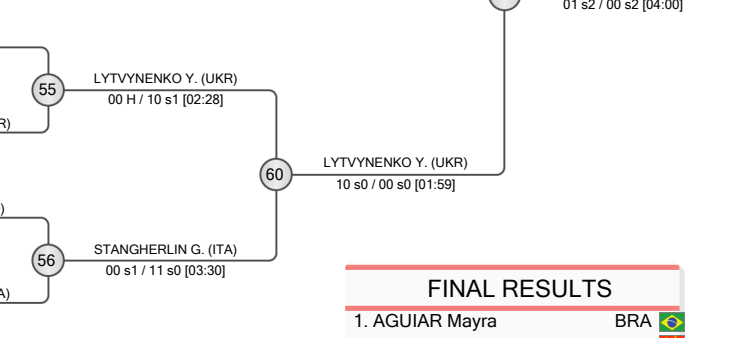 01 s2 / 00 s2 [04:00]
55
LYTVYNENKO Y. (UKR)
00 H / 10 s1 [02:28]
R)
LYTVYNENKO Y. (UKR)
60
10 s0 / 00 s0 [01:59]
)
STANGHERLIN G. (ITA)
56
00 s1 / 11 s0 [03:30]
A)
FINAL RESULTS
1. AGUIAR Mayra BRA